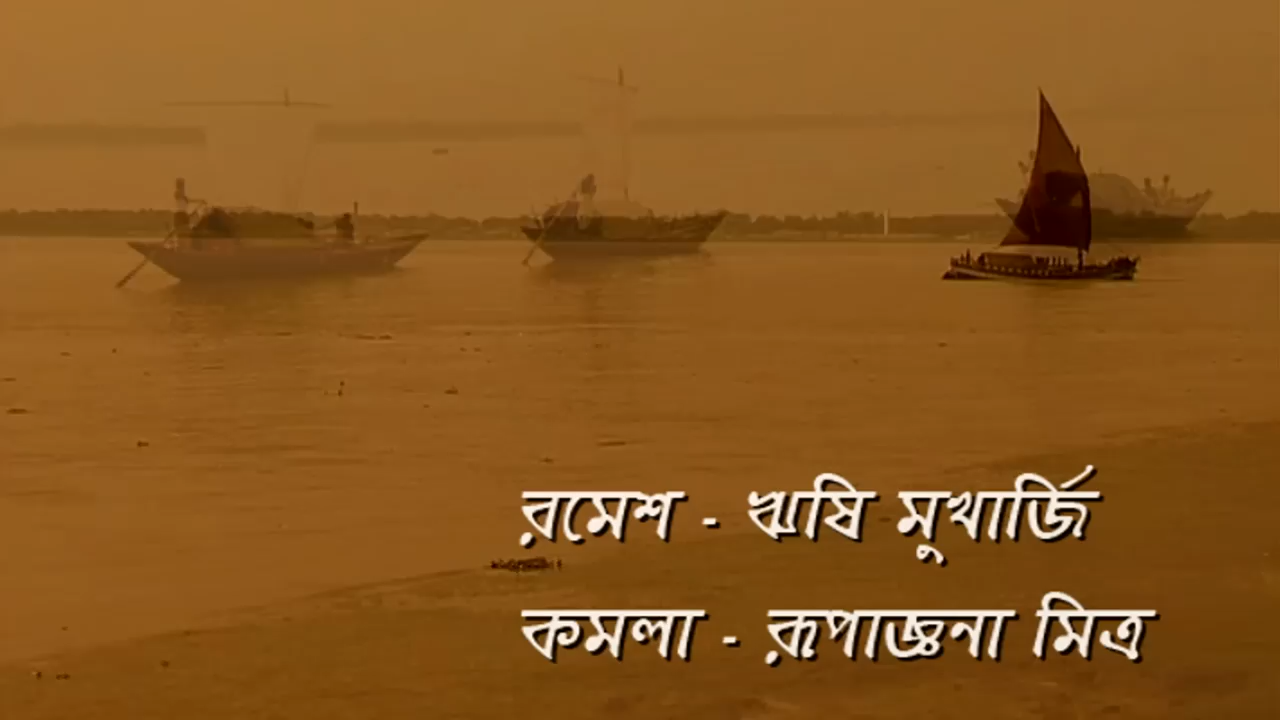 রমেশ - ঋষি মুখার্জি
কমলা - রূপাঞ্জনা মিত্র